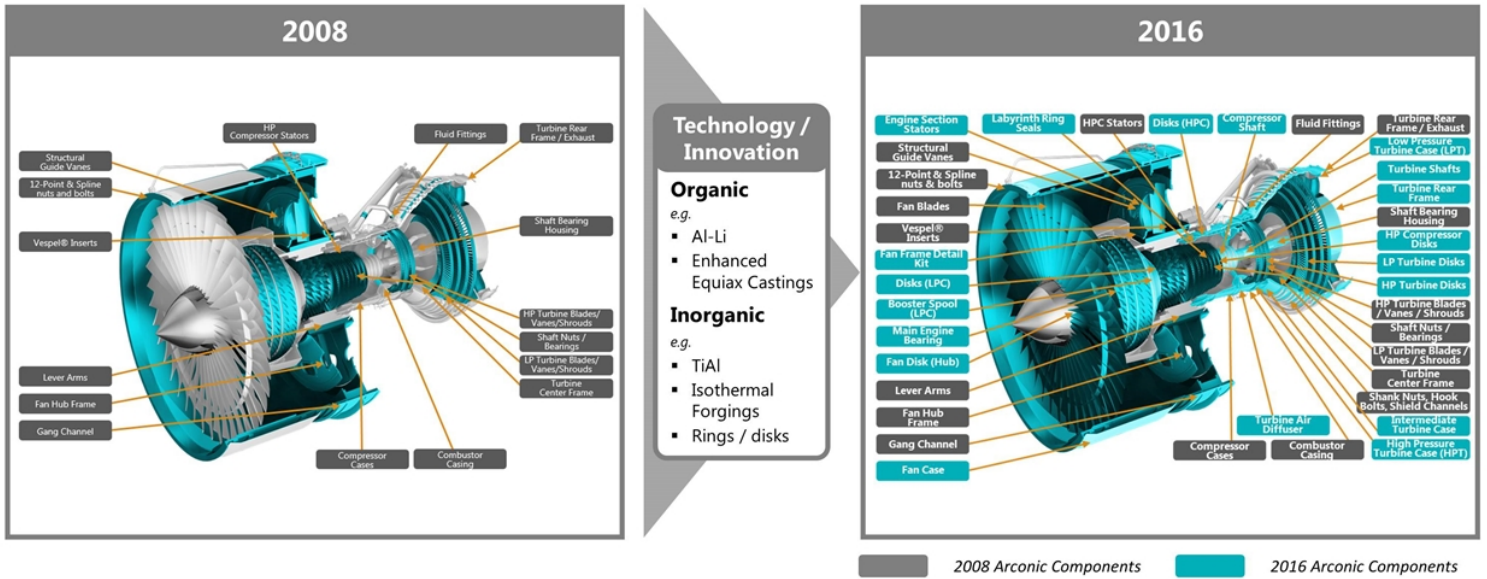 2008
HP
Compressor Stators
Fluid Fittings
Turbine Rear
Frame / Exhaust
Structural
Guide Vanes
12-Point & Spline
nuts and bolts
Vespel® Inserts
Shaft Bearing
Housing
HP Turbine Blades/
Vanes/Shrouds
Shaft Nuts /
Bearings
LP Turbine Blades/
Vanes/Shrouds
Turbine
Center Frame
Lever Arms
Fan Hub Frame
Gang Channel
Compressor
Cases
Combustor
Casing
Technology /
Innovation
Organic
e.g.
▪ Al-Li
▪ Enhanced
Equiax Castings
Inorganic
e.g.
▪ TiAl
▪ Isothermal
Forgings
▪ Rings / disks
2016
Engine Section
Stators
Labyrinth Ring
Seals
HPC Stators
Disks (HPC)
Compressor
Shaft
Fluid Fittings
Turbine Rear
Frame / Exhaust
Structural
Guide Vanes
12-Point & Spline
nuts & bolts
Fan Blades
Vespel®
Inserts
Fan Frame Detail
Kit
Disks (LPC)
Booster Spool
(LPC)
Main Engine
Bearing
Fan Disk (Hub)
Lever Arms
Fan Hub
Frame
Gang Channel
Fan Case
Low Pressure
Turbine Case (LPT)
Turbine Shafts
Turbine Rear
Frame
Shaft Bearing
Housing
HP Compressor
Disks
LP Turbine Disks
HP Turbine Disks
HP Turbine Blades
/ Vanes / Shrouds
Shaft Nuts /
Bearings
LP Turbine Blades /
Vanes / Shrouds
Turbine
Center Frame
Shank Nuts, Hook
Bolts, Shield Channels
Intermediate
Turbine Case
High Pressure
Turbine Case (HPT)
Turbine Air
Diffuser
Compressor
Cases
Combustor
Casing
2008 Arconic Components
2016 Arconic Components